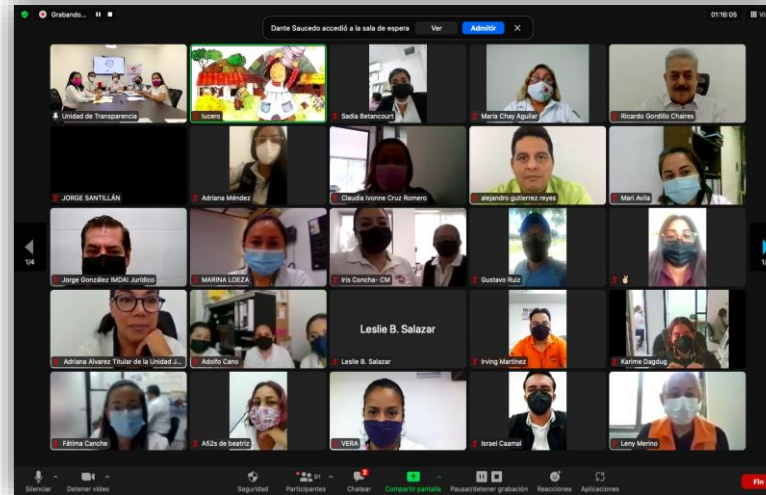 Grabando...
Dante Saucedo accedió a la sala de espera
Ver
Admitir
01:16:05
Vi
Unidad de Transparencia
lucero
Sadia Betancourt
Maria Chay Aguilar
Ricardo Gordillo Chaires
JORGE SANTILLÁN
Adriana Méndez
Claudia Ivonne Cruz Romero
alejandro gutierrez reyes
Mari Avila
1/4
Jorge González IMDAI Jurídico
MARINA LOEZA
Iris Concha- CM
Gustavo Ruiz
Adriana Alvarez Titular de la Unidad J...
Adolfo Cano
Leslie B. Salazar
Leslie B. Salazar
Irving Martínez
Karime Dagdug
Fátima Canche
A52s de beatriz
VERA
Israel Caamal
Leny Merino
Silenciar
Detener video
Seguridad
Participantes
91
Chatear
2
Compartir pantalla
Pausar/detener grabación
Reacciones
Aplicaciones
Fin